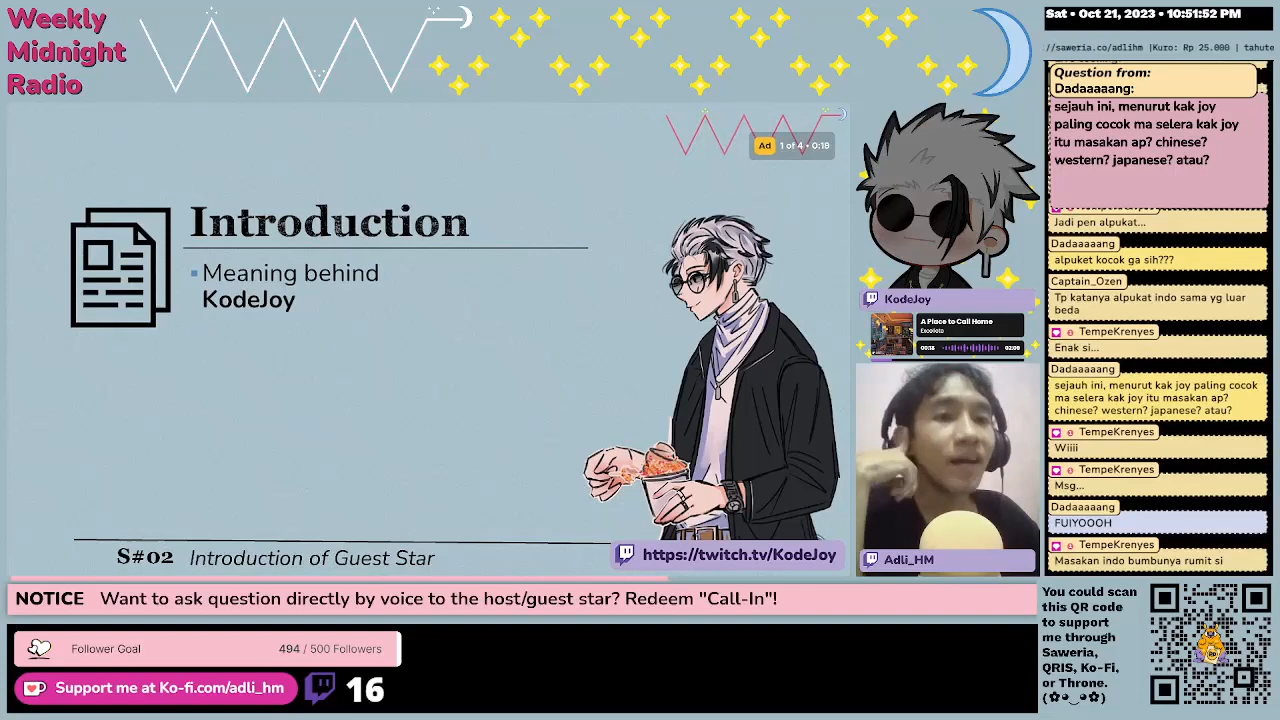 Weekly
Midnight
Radio
Ad 1 of 4 • 0:18
Introduction
Meaning behind
KodeJoy
S#02 Introduction of Guest Star
https://twitch.tv/KodeJoy
KodeJoy
A Place to Call Home
00:18
02:09
Adli_HM
Sat • Oct 21, 2023 • 10:51:52 PM
://saweria.co/adlihm |Kuro: Rp 25.000 | tahute
Question from:
Dadaaaaang:
sejauh ini, menurut kak joy
paling cocok ma selera kak joy
itu masakan ap? chinese?
western? japanese? atau?
Jadi pen alpukat...
Dadaaaaang
alpuket kocok ga sih???
Captain_Ozen
Tp katanya alpukat indo sama yg luar
beda
TempeKrenyes
Enak si...
Dadaaaaang
sejauh ini, menurut kak joy paling cocok
ma selera kak joy itu masakan ap?
chinese? western? japanese? atau?
TempeKrenyes
Wiiii
TempeKrenyes
Msg...
Dadaaaaang
FUIYOOOH
TempeKrenyes
Masakan indo bumbunya rumit si
NOTICE Want to ask question directly by voice to the host/guest star? Redeem "Call-In"!
Follower Goal 494 / 500 Followers
Support me at Ko-fi.com/adli_hm
16
You could scan
this QR code
to support
me through
Saweria,
QRIS, Ko-Fi,
or Throne.
(✿◕‿◕✿)